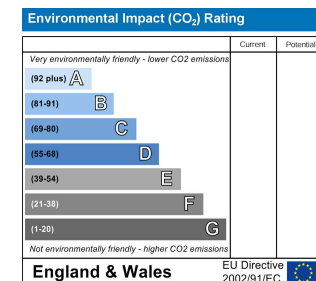 Environmental Impact (CO₂) Rating
Current Potential
Very environmentally friendly - lower CO2 emissions
(92 plus) A
(81-91) B
(69-80) C
(55-68) D
(39-54) E
(21-38) F
(1-20) G
Not environmentally friendly - higher CO2 emissions
England & Wales
EU Directive
2002/91/EC